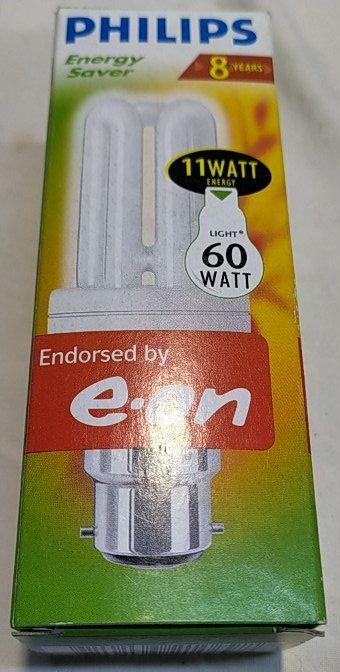 PHILIPS
Energy
Saver
8 YEARS
11WATT
ENERGY
LIGHT*
60
WATT
Endorsed by
e·on